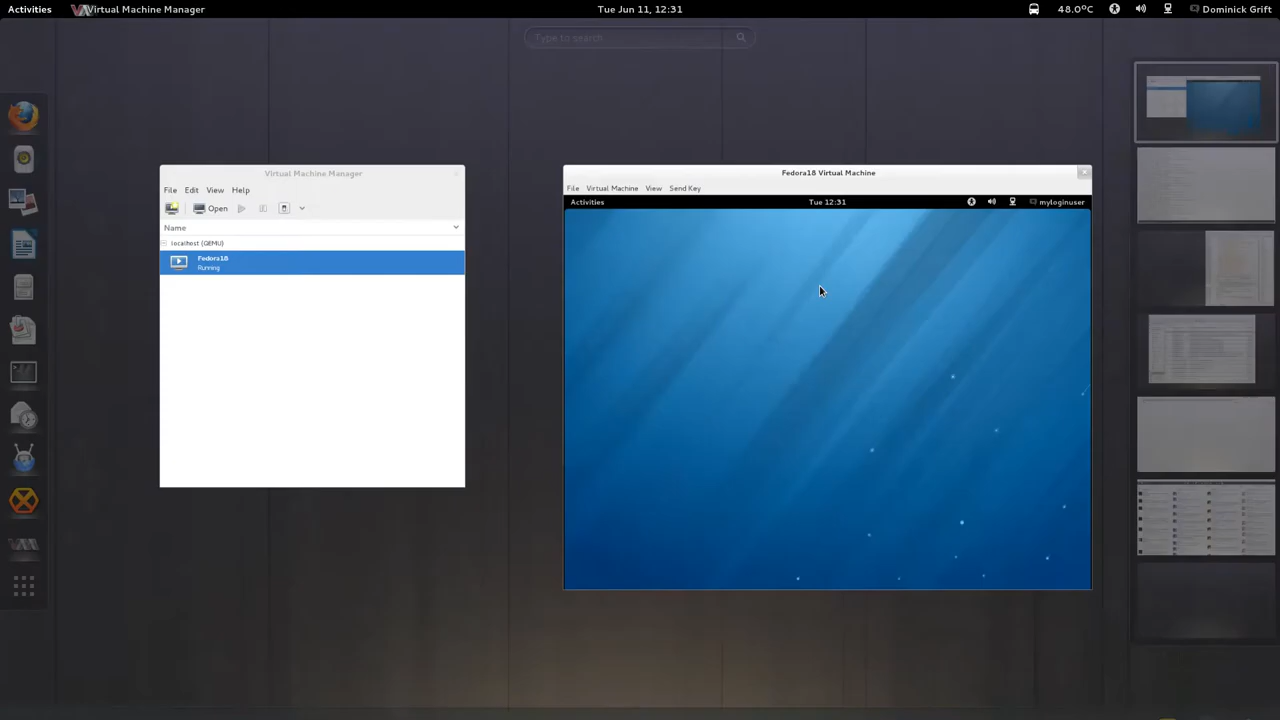 Activities Virtual Machine Manager Tue Jun 11, 12:31 48.0°C Dominick Grift
Type to search
Virtual Machine Manager
File Edit View Help
Open
Name
localhost (QEMU)
Fedora18
Running
Fedora18 Virtual Machine
File Virtual Machine View Send Key
Activities Tue 12:31 myloginuser